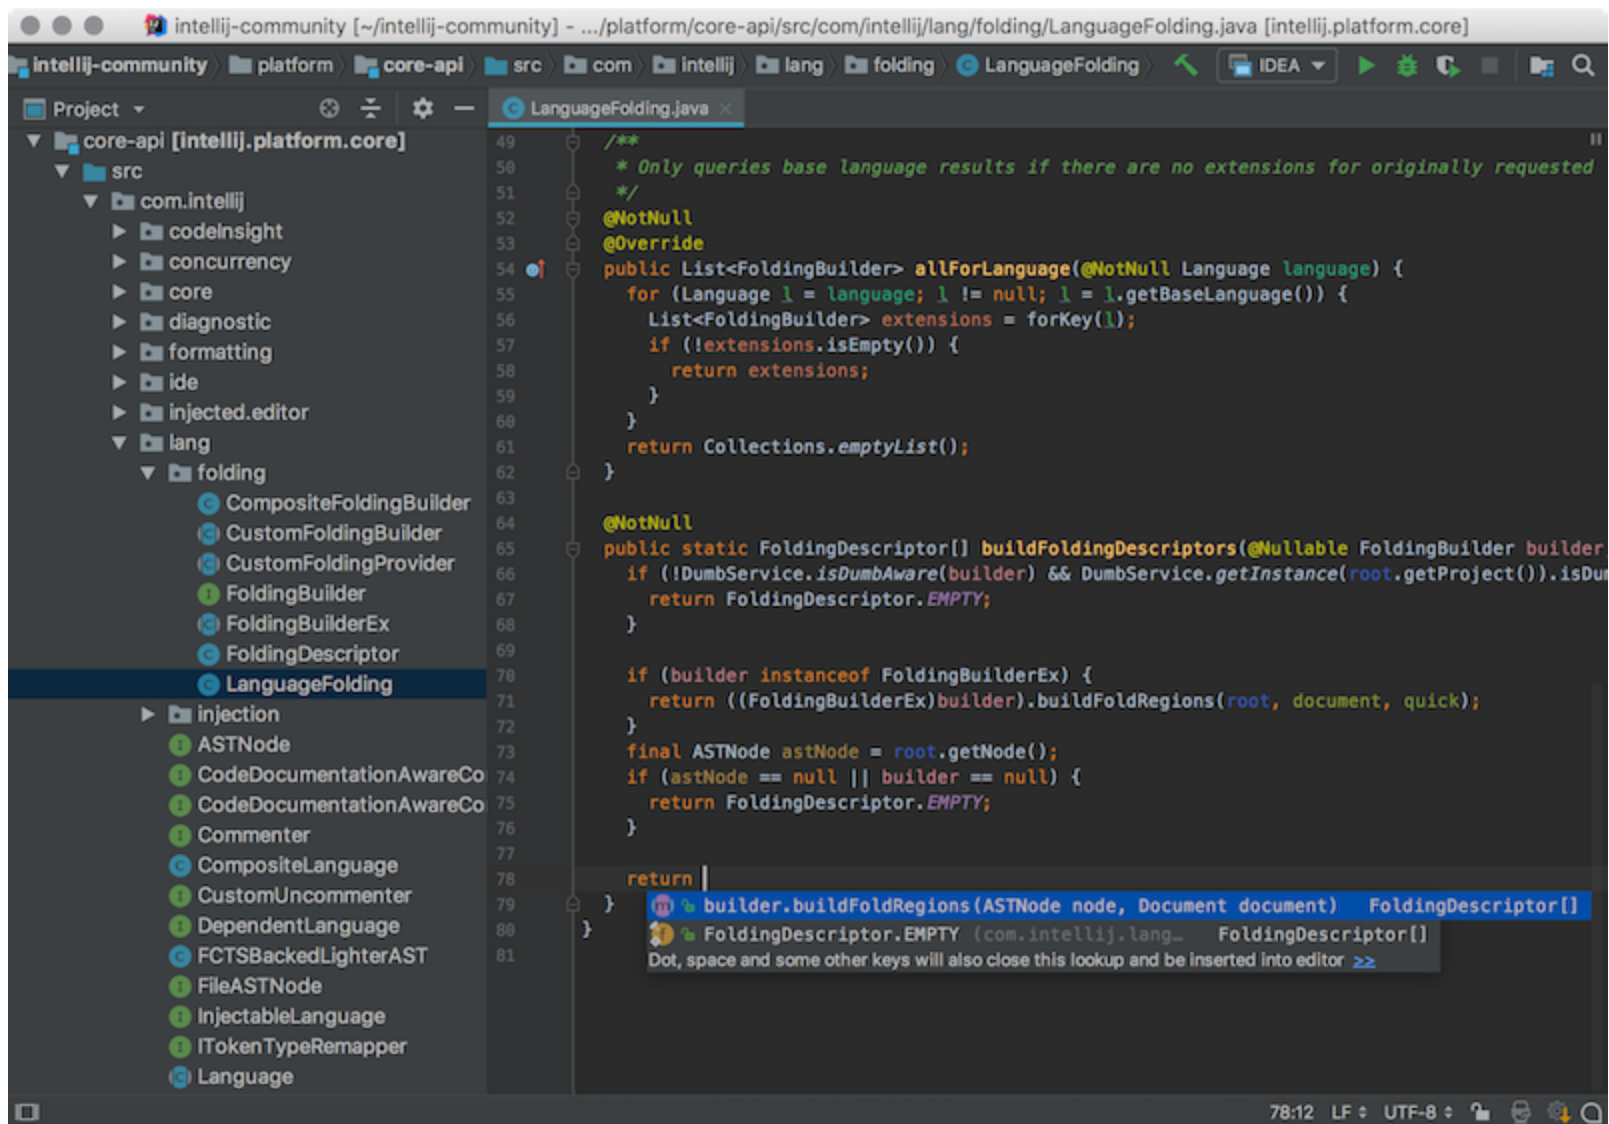 intellij-community [~/intellij-community] - .../platform/core-api/src/com/intellij/lang/folding/LanguageFolding.java [intellij.platform.core]
intellij-community platform core-api src com intellij lang folding LanguageFolding IDEA
Project
LanguageFolding.java
core-api [intellij.platform.core]
src
com.intellij
codeInsight
concurrency
core
diagnostic
formatting
ide
injected.editor
lang
folding
CompositeFoldingBuilder
CustomFoldingBuilder
CustomFoldingProvider
FoldingBuilder
FoldingBuilderEx
FoldingDescriptor
LanguageFolding
injection
ASTNode
CodeDocumentationAwareCo
CodeDocumentationAwareCo
Commenter
CompositeLanguage
CustomUncommenter
DependentLanguage
FCTSBackedLighterAST
FileASTNode
InjectableLanguage
ITokenTypeRemapper
Language
49 /**
50 * Only queries base language results if there are no extensions for originally requested
51 */
52 @NotNull
53 @Override
54 public List<FoldingBuilder> allForLanguage(@NotNull Language language) {
55 for (Language l = language; l != null; l = l.getBaseLanguage()) {
56 List<FoldingBuilder> extensions = forKey(l);
57 if (!extensions.isEmpty()) {
58 return extensions;
59 }
60 }
61 return Collections.emptyList();
62 }
63
64 @NotNull
65 public static FoldingDescriptor[] buildFoldingDescriptors(@Nullable FoldingBuilder builder,
66 if (!DumbService.isDumbAware(builder) && DumbService.getInstance(root.getProject()).isDum
67 return FoldingDescriptor.EMPTY;
68 }
69
70 if (builder instanceof FoldingBuilderEx) {
71 return ((FoldingBuilderEx)builder).buildFoldRegions(root, document, quick);
72 }
73 final ASTNode astNode = root.getNode();
74 if (astNode == null || builder == null) {
75 return FoldingDescriptor.EMPTY;
76 }
77
78 return
79 }
80 }
81
builder.buildFoldRegions(ASTNode node, Document document) FoldingDescriptor[]
FoldingDescriptor.EMPTY (com.intellij.lang… FoldingDescriptor[]
Dot, space and some other keys will also close this lookup and be inserted into editor >>
78:12 LF UTF-8